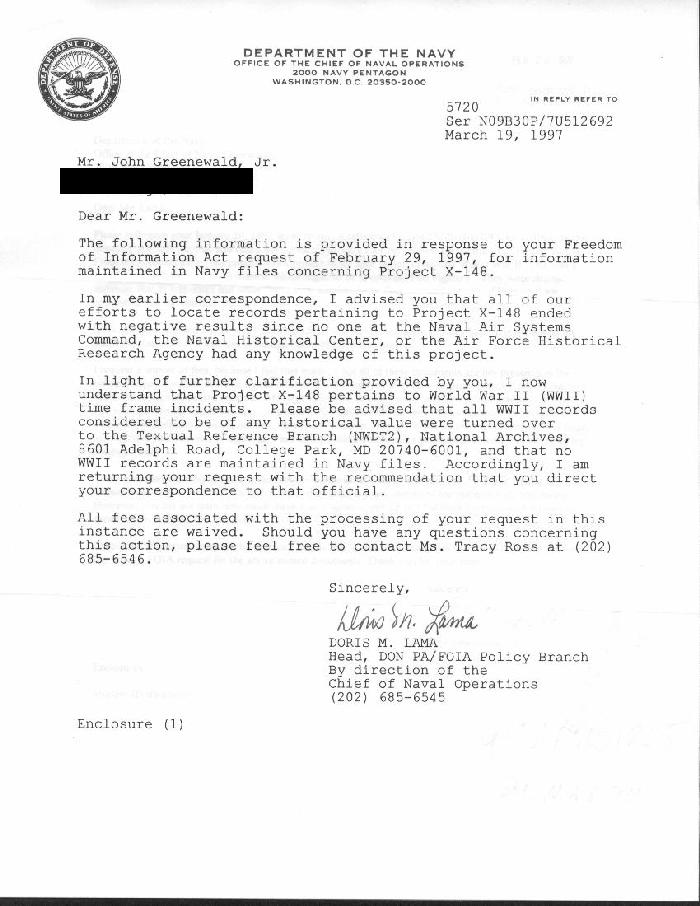 DEPARTMENT OF DEFENSE
UNITED STATES OF AMERICA
DEPARTMENT OF THE NAVY
OFFICE OF THE CHIEF OF NAVAL OPERATIONS
2000 NAVY PENTAGON
WASHINGTON, D.C. 20350-2000
IN REPLY REFER TO
5720
Ser N09B30P/7U512692
March 19, 1997
Mr. John Greenewald, Jr.
Dear Mr. Greenewald:
The following information is provided in response to your Freedom
of Information Act request of February 29, 1997, for information
maintained in Navy files concerning Project X-148.
In my earlier correspondence, I advised you that all of our
efforts to locate records pertaining to Project X-148 ended
with negative results since no one at the Naval Air Systems
Command, the Naval Historical Center, or the Air Force Historical
Research Agency had any knowledge of this project.
In light of further clarification provided by you, I now
understand that Project X-148 pertains to World War II (WWII)
time frame incidents.  Please be advised that all WWII records
considered to be of any historical value were turned over
to the Textual Reference Branch (NWDT2), National Archives,
8601 Adelphi Road, College Park, MD 20740-6001, and that no
WWII records are maintained in Navy files.  Accordingly, I am
returning your request with the recommendation that you direct
your correspondence to that official.
All fees associated with the processing of your request in this
instance are waived.  Should you have any questions concerning
this action, please feel free to contact Ms. Tracy Ross at (202)
685-6546.
Sincerely,
Doris M. Lama
DORIS M. LAMA
Head, DON PA/FOIA Policy Branch
By direction of the
Chief of Naval Operations
(202) 685-6545
Enclosure (1)